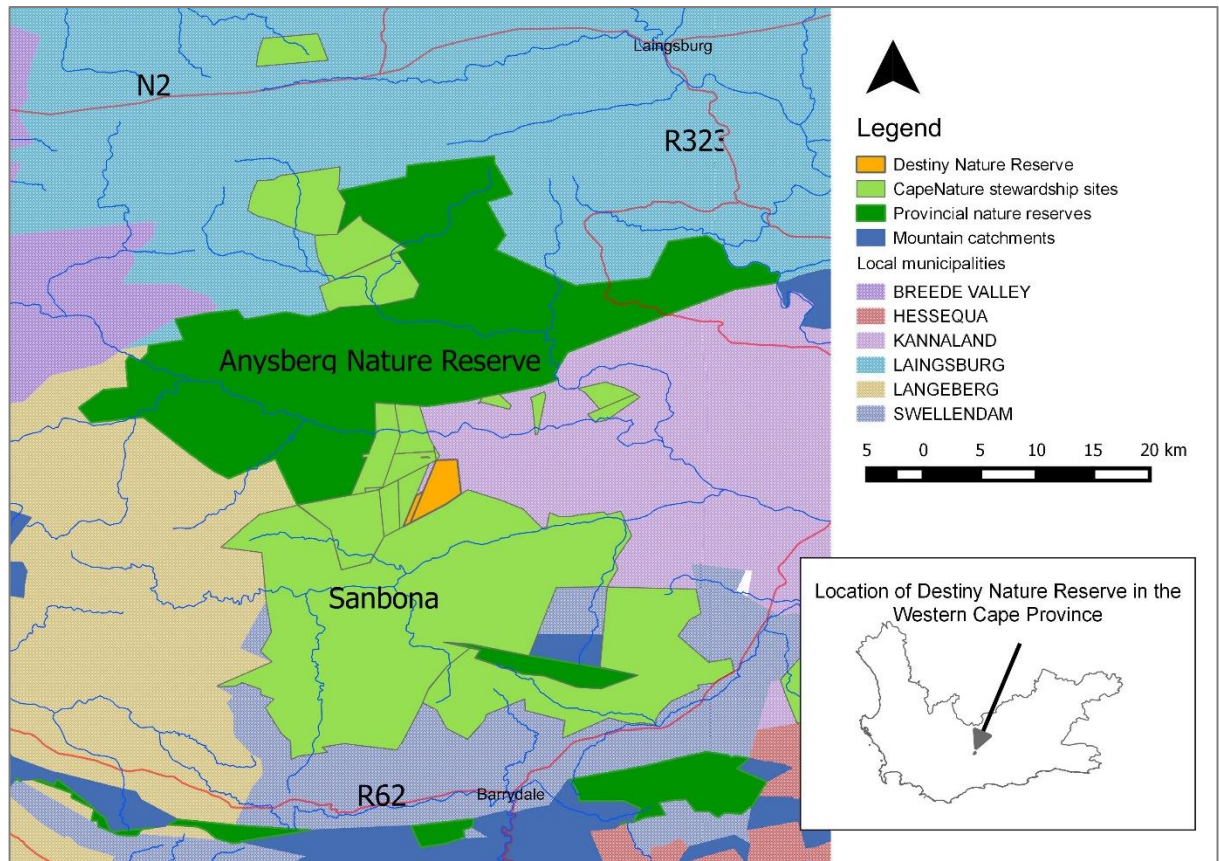 Laingsburg
N2
R323
Anysberg Nature Reserve
Sanbona
R62
Barrydale
Legend
Destiny Nature Reserve
CapeNature stewardship sites
Provincial nature reserves
Mountain catchments
Local municipalities
BREEDE VALLEY
HESSEQUA
KANNALAND
LAINGSBURG
LANGEBERG
SWELLENDAM
5 0 5 10 15 20 km
Location of Destiny Nature Reserve in the
Western Cape Province